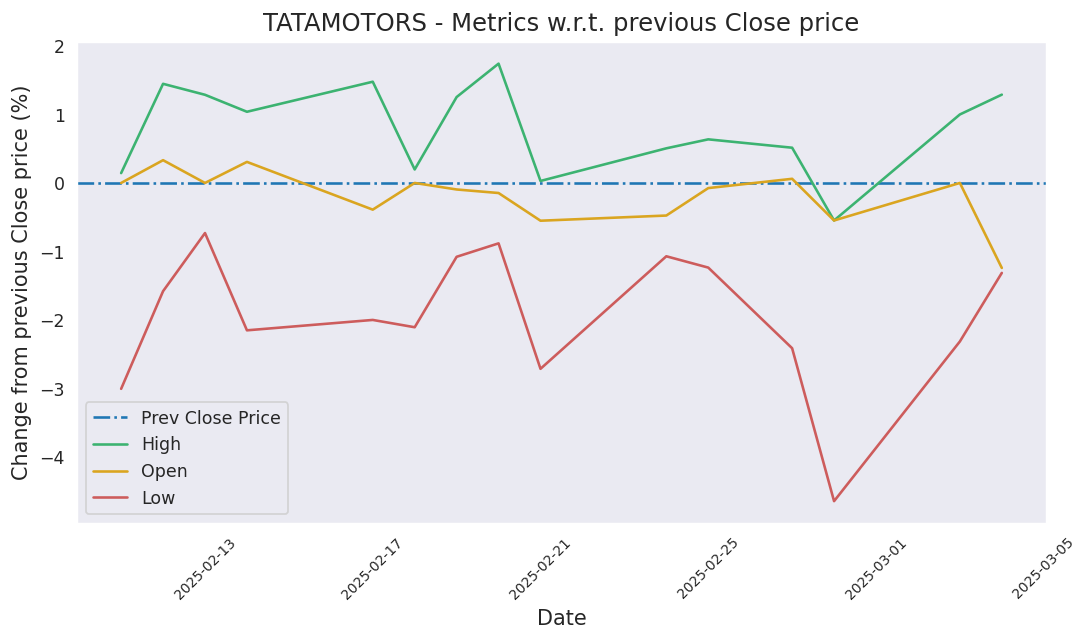 TATAMOTORS - Metrics w.r.t. previous Close price
Change from previous Close price (%)
2
1
0
−1
−2
−3
−4
Prev Close Price
High
Open
Low
2025-02-13
2025-02-17
2025-02-21
2025-02-25
2025-03-01
2025-03-05
Date